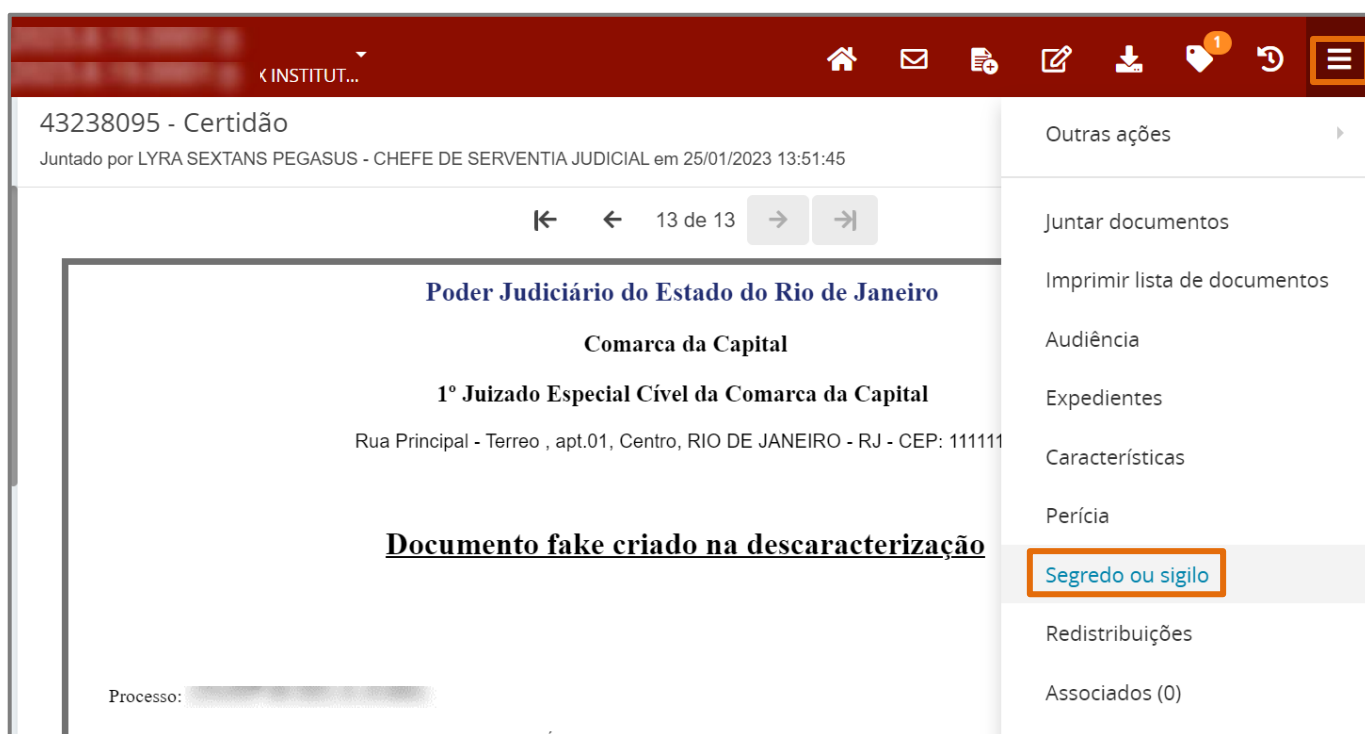 X INSTITUT...
1
43238095 - Certidão
Juntado por LYRA SEXTANS PEGASUS - CHEFE DE SERVENTIA JUDICIAL em 25/01/2023 13:51:45
13 de 13
Poder Judiciário do Estado do Rio de Janeiro
Comarca da Capital
1º Juizado Especial Cível da Comarca da Capital
Rua Principal - Terreo , apt.01, Centro, RIO DE JANEIRO - RJ - CEP: 111111
Documento fake criado na descaracterização
Processo:
Outras ações
Juntar documentos
Imprimir lista de documentos
Audiência
Expedientes
Características
Perícia
Segredo ou sigilo
Redistribuições
Associados (0)